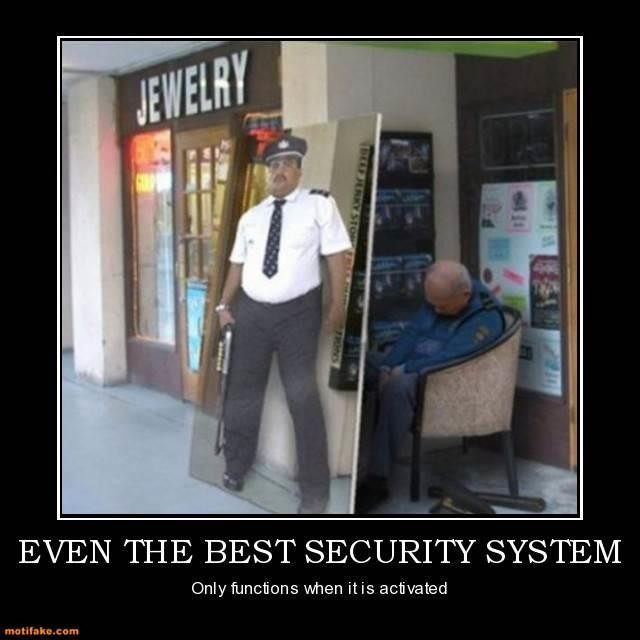 JEWELRY
EVEN THE BEST SECURITY SYSTEM
Only functions when it is activated
motifake.com